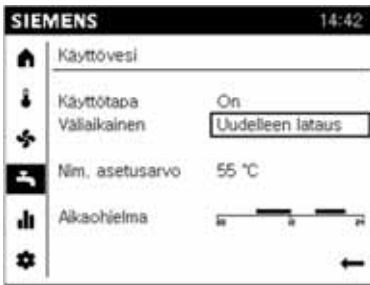 SIEMENS 14:42
Käyttövesi
Käyttötapa On
Väliaikainen Uudelleen lataus
Nim. asetusarvo 55 °C
Aikaohjelma